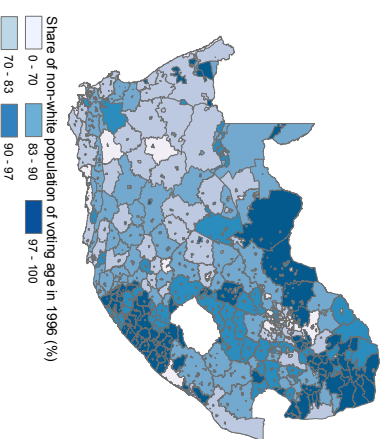 Share of non-white population of voting age in 1996 (%)
0 - 70
83 - 90
97 - 100
70 - 83
90 - 97